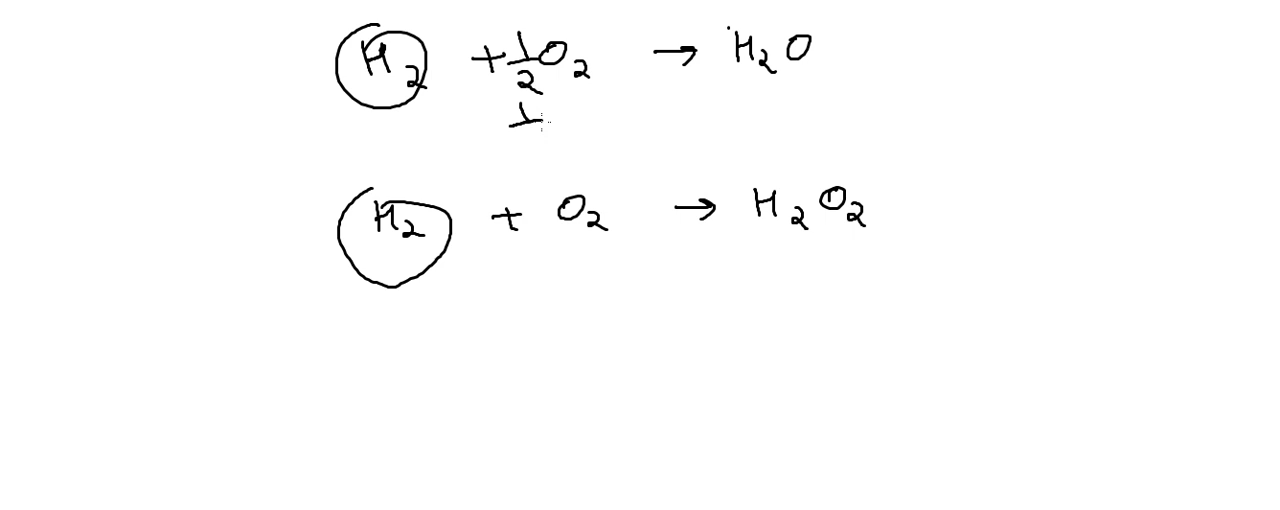 H₂ + 1/2 O₂ → H₂O
1
H₂ + O₂ → H₂O₂